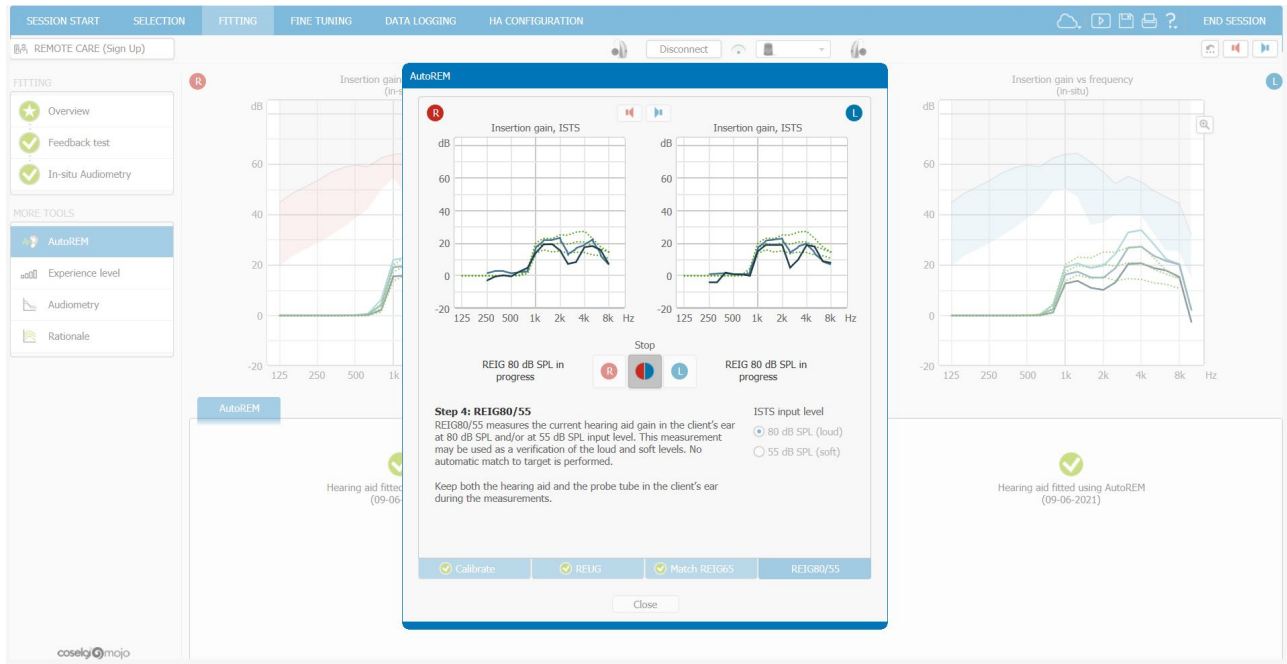 SESSION START SELECTION FITTING FINE TUNING DATA LOGGING HA CONFIGURATION END SESSION
REMOTE CARE (Sign Up) Disconnect
FITTING
Overview
Feedback test
In-situ Audiometry
MORE TOOLS
AutoREM
Experience level
Audiometry
Rationale
coselgi mojo
R
Insertion gain
(in-s
dB
60
40
20
0
-20
125 250 500 1k
AutoREM
Hearing aid fitted
(09-06-
AutoREM
R L
Insertion gain, ISTS
dB
60
40
20
0
-20
125 250 500 1k 2k 4k 8k Hz
Insertion gain, ISTS
dB
60
40
20
0
-20
125 250 500 1k 2k 4k 8k Hz
Stop
REIG 80 dB SPL in
progress
R L
REIG 80 dB SPL in
progress
Step 4: REIG80/55
REIG80/55 measures the current hearing aid gain in the client's ear
at 80 dB SPL and/or at 55 dB SPL input level. This measurement
may be used as a verification of the loud and soft levels. No
automatic match to target is performed.
Keep both the hearing aid and the probe tube in the client's ear
during the measurements.
ISTS input level
80 dB SPL (loud)
55 dB SPL (soft)
Calibrate REUG Match REIG65 REIG80/55
Close
Insertion gain vs frequency
(in-situ)
L
dB
60
40
20
0
-20
125 250 500 1k 2k 4k 8k Hz
Hearing aid fitted using AutoREM
(09-06-2021)